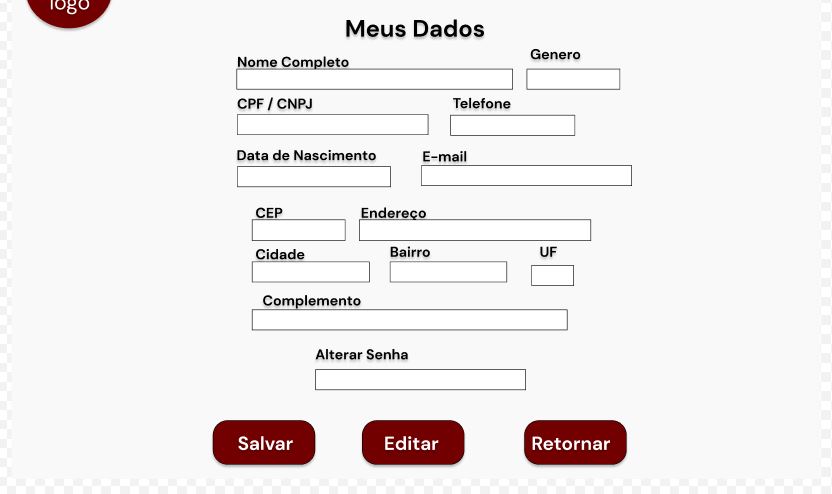 logo
Meus Dados
Nome Completo
Genero
CPF / CNPJ
Telefone
Data de Nascimento
E-mail
CEP
Endereço
Cidade
Bairro
UF
Complemento
Alterar Senha
Salvar
Editar
Retornar